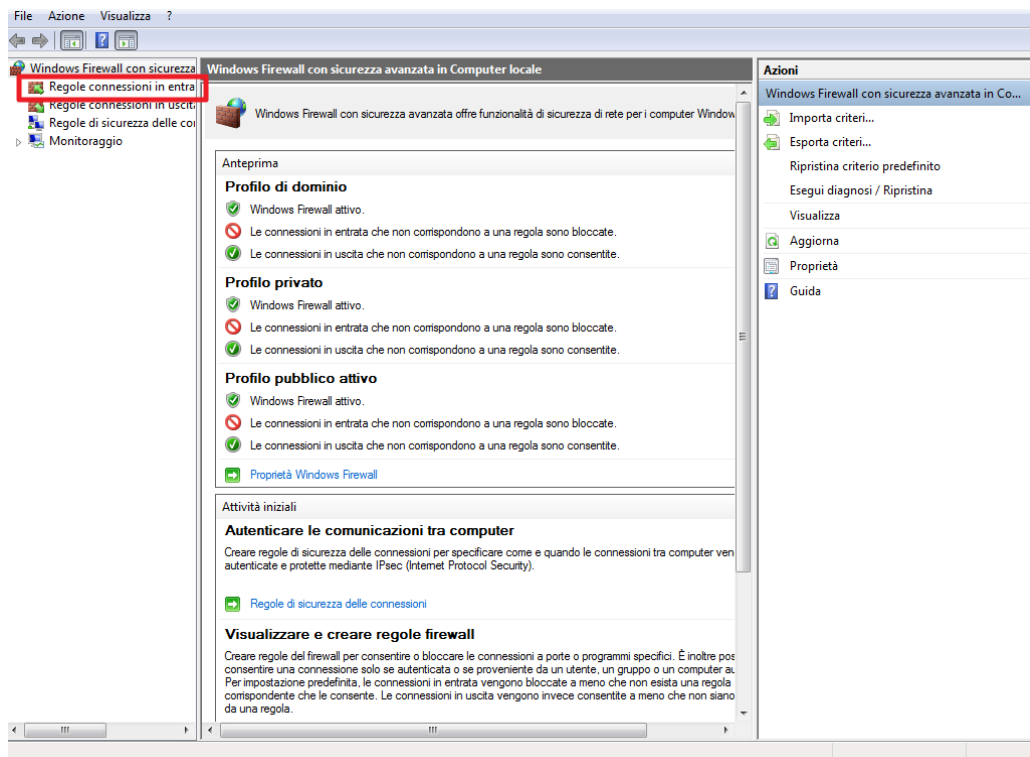 File Azione Visualizza ?
Windows Firewall con sicurezza
Regole connessioni in entra
Regole connessioni in uscita
Regole di sicurezza delle con
Monitoraggio
Windows Firewall con sicurezza avanzata in Computer locale
Windows Firewall con sicurezza avanzata offre funzionalità di sicurezza di rete per i computer Window
Anteprima
Profilo di dominio
Windows Firewall attivo.
Le connessioni in entrata che non corrispondono a una regola sono bloccate.
Le connessioni in uscita che non corrispondono a una regola sono consentite.
Profilo privato
Windows Firewall attivo.
Le connessioni in entrata che non corrispondono a una regola sono bloccate.
Le connessioni in uscita che non corrispondono a una regola sono consentite.
Profilo pubblico attivo
Windows Firewall attivo.
Le connessioni in entrata che non corrispondono a una regola sono bloccate.
Le connessioni in uscita che non corrispondono a una regola sono consentite.
Proprietà Windows Firewall
Attività iniziali
Autenticare le comunicazioni tra computer
Creare regole di sicurezza delle connessioni per specificare come e quando le connessioni tra computer ven
autenticate e protette mediante IPsec (Internet Protocol Security).
Regole di sicurezza delle connessioni
Visualizzare e creare regole firewall
Creare regole del firewall per consentire o bloccare le connessioni a porte o programmi specifici. È inoltre pos
consentire una connessione solo se autenticata o se proveniente da un utente, un gruppo o un computer au
Per impostazione predefinita, le connessioni in entrata vengono bloccate a meno che non esista una regola
corrispondente che le consente. Le connessioni in uscita vengono invece consentite a meno che non siano
da una regola.
Azioni
Windows Firewall con sicurezza avanzata in Co...
Importa criteri...
Esporta criteri...
Ripristina criterio predefinito
Esegui diagnosi / Ripristina
Visualizza
Aggiorna
Proprietà
Guida